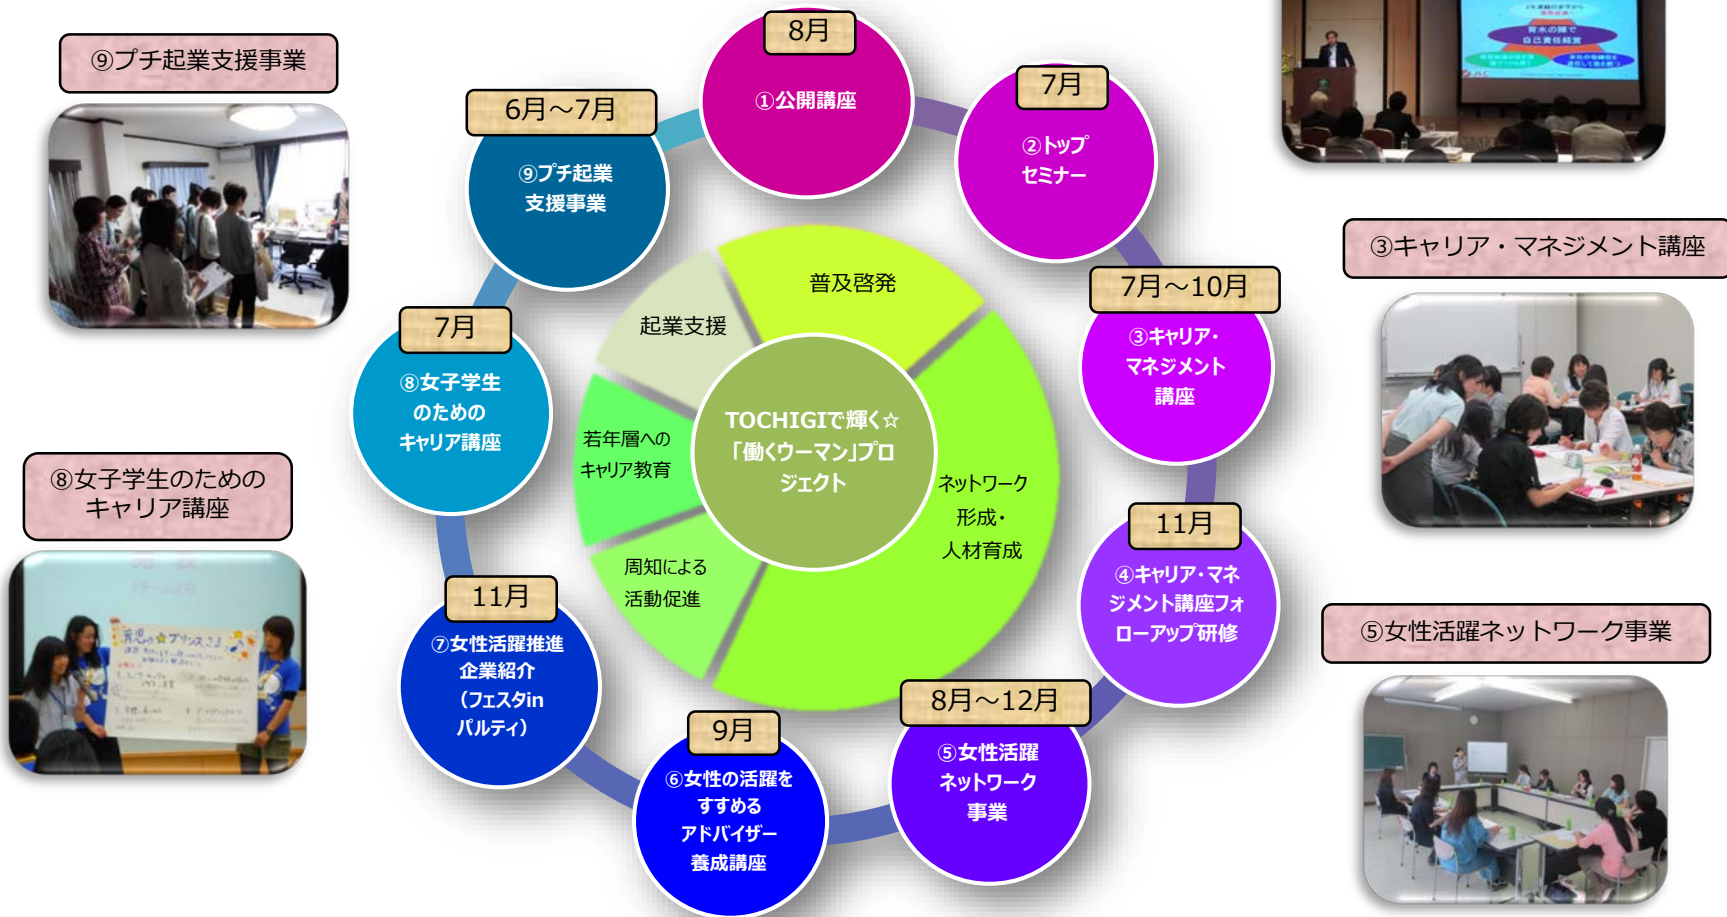 ⑨プチ起業支援事業
⑧女子学生のための
キャリア講座
③キャリア・マネジメント講座
⑤女性活躍ネットワーク事業
背水の陣で
自己責任経営
8月
①公開講座
7月
②トップ
セミナー
7月～10月
③キャリア・
マネジメント
講座
11月
④キャリア・マネ
ジメント講座フォ
ローアップ研修
8月～12月
⑤女性活躍
ネットワーク
事業
9月
⑥女性の活躍を
すすめる
アドバイザー
養成講座
11月
⑦女性活躍推進
企業紹介
（フェスタin
パルティ）
7月
⑧女子学生
のための
キャリア講座
6月～7月
⑨プチ起業
支援事業
普及啓発
ネットワーク
形成・
人材育成
周知による
活動促進
若年層への
キャリア教育
起業支援
TOCHIGIで輝く☆
「働くウーマン」プロ
ジェクト